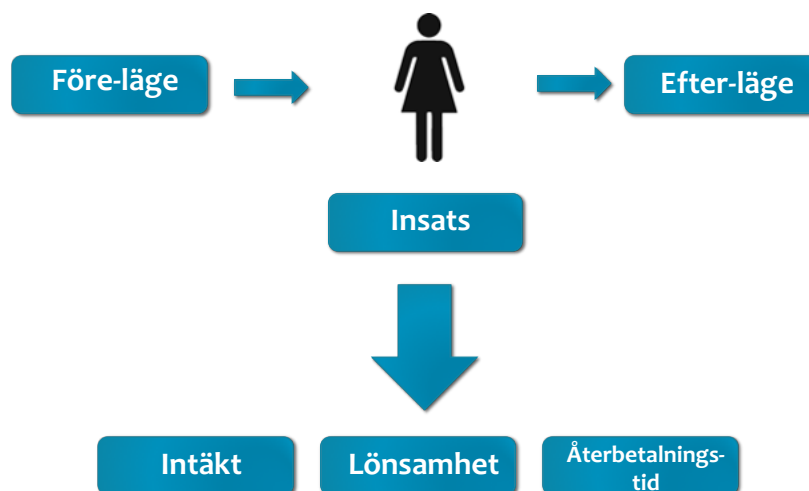 Före-läge
Efter-läge
Insats
Intäkt
Lönsamhet
Återbetalnings-
tid